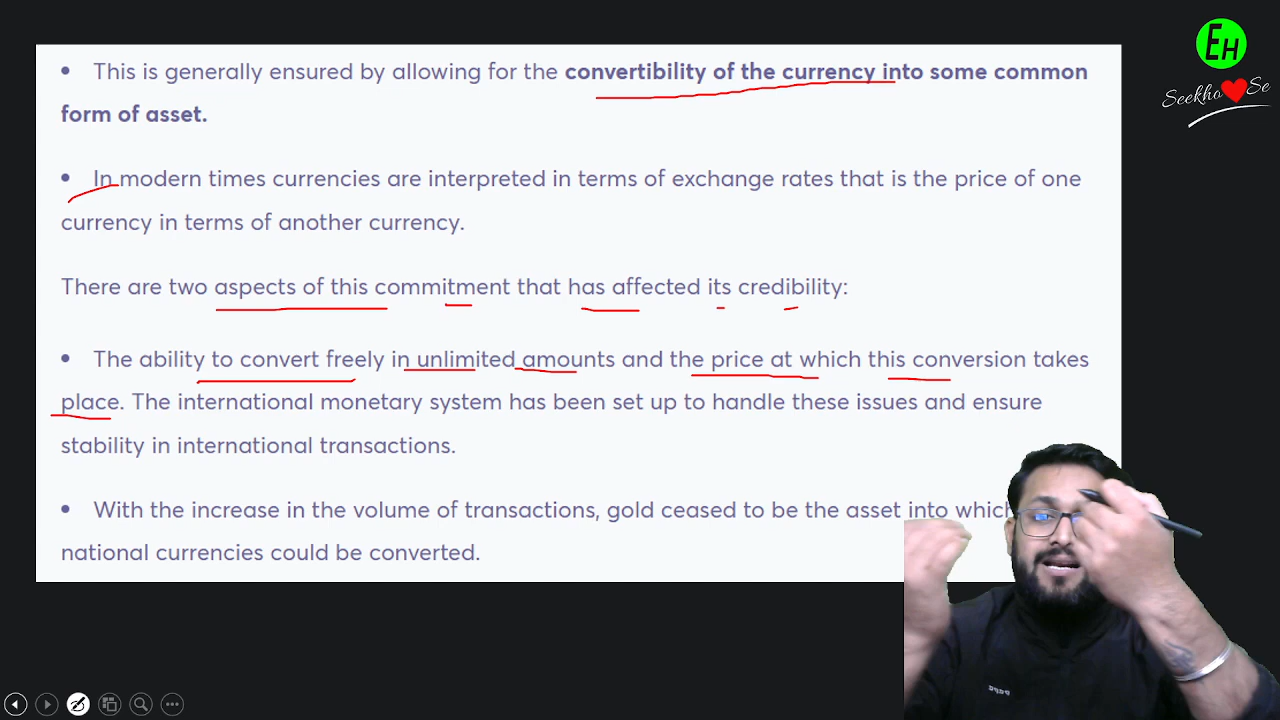 EH
Seekho Se
• This is generally ensured by allowing for the convertibility of the currency into some common
form of asset.
• In modern times currencies are interpreted in terms of exchange rates that is the price of one
currency in terms of another currency.
There are two aspects of this commitment that has affected its credibility:
• The ability to convert freely in unlimited amounts and the price at which this conversion takes
place. The international monetary system has been set up to handle these issues and ensure
stability in international transactions.
• With the increase in the volume of transactions, gold ceased to be the asset into which
national currencies could be converted.